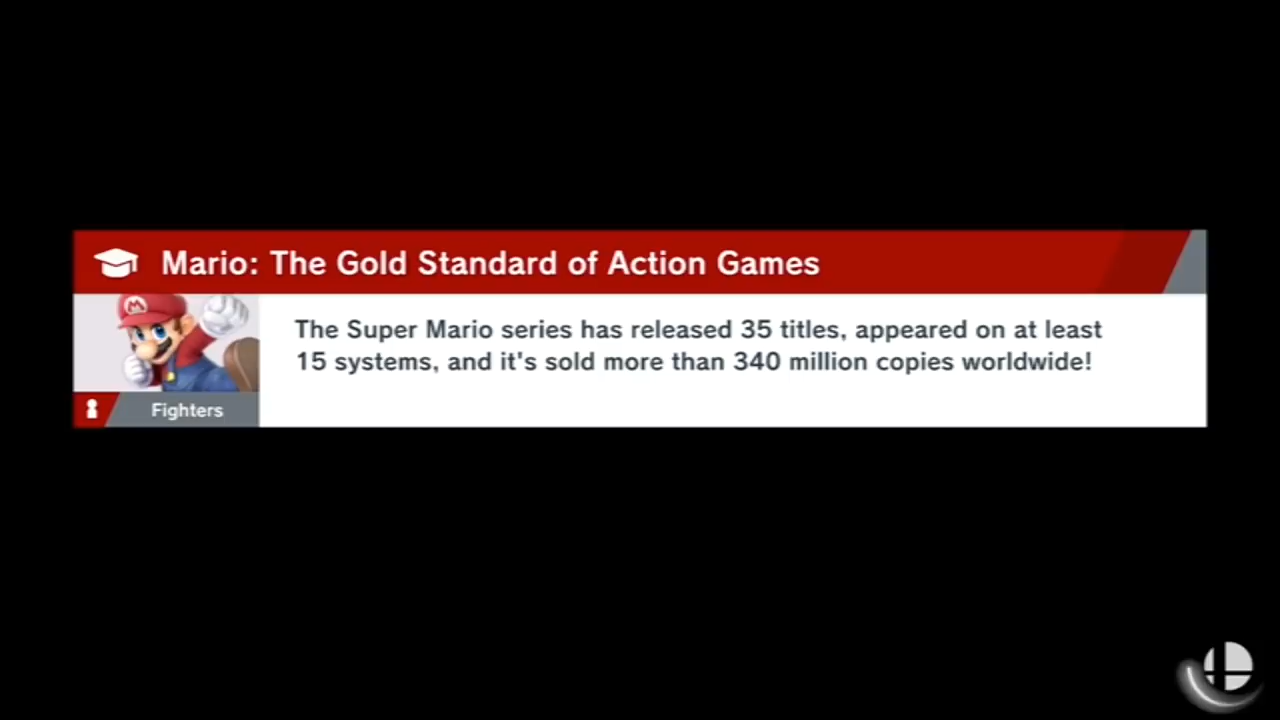 Mario: The Gold Standard of Action Games
The Super Mario series has released 35 titles, appeared on at least
15 systems, and it's sold more than 340 million copies worldwide!
Fighters